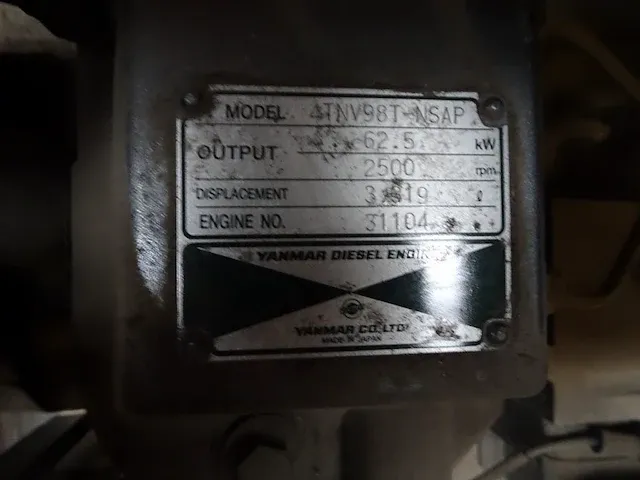 MODEL 4TNV98T-NSAP
OUTPUT 62.5 kW
2500 rpm
DISPLACEMENT ℓ
ENGINE NO. 31104
YANMAR DIESEL ENGINE
YANMAR CO.,LTD.
MADE IN JAPAN